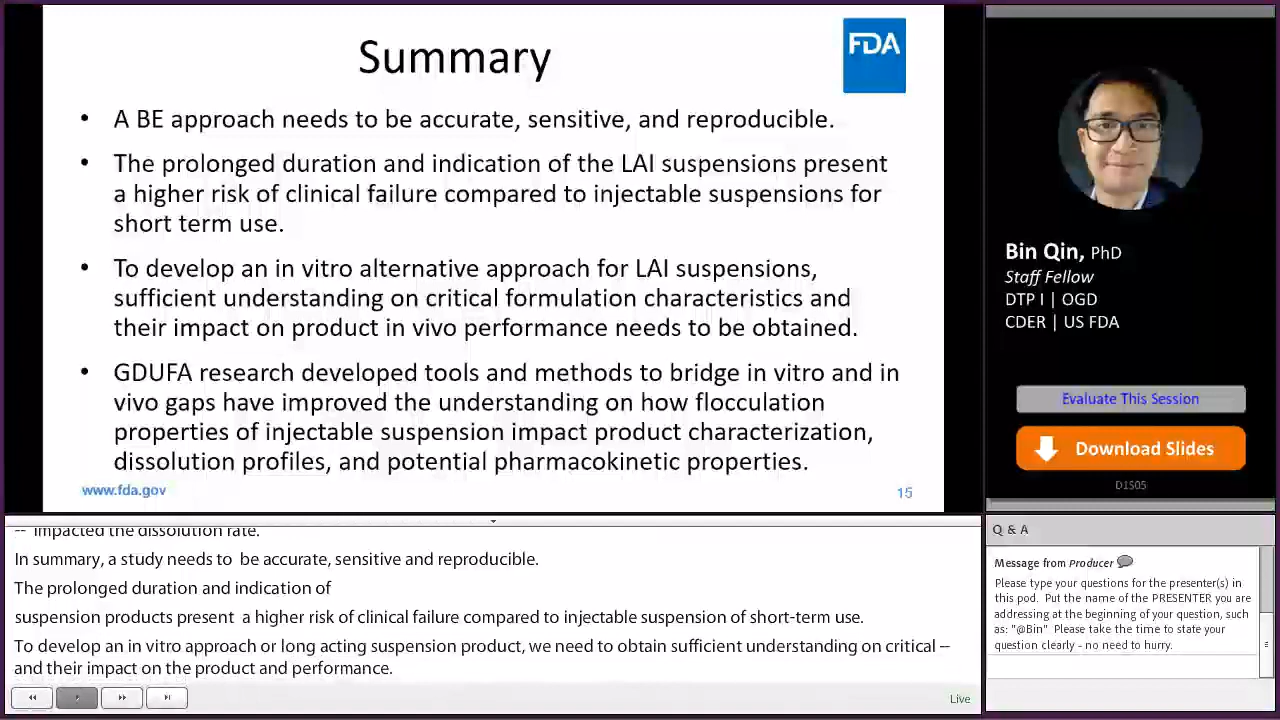 Summary
FDA
• A BE approach needs to be accurate, sensitive, and reproducible.
• The prolonged duration and indication of the LAI suspensions present
a higher risk of clinical failure compared to injectable suspensions for
short term use.
• To develop an in vitro alternative approach for LAI suspensions,
sufficient understanding on critical formulation characteristics and
their impact on product in vivo performance needs to be obtained.
• GDUFA research developed tools and methods to bridge in vitro and in
vivo gaps have improved the understanding on how flocculation
properties of injectable suspension impact product characterization,
dissolution profiles, and potential pharmacokinetic properties.
www.fda.gov
15
Bin Qin, PhD
Staff Fellow
DTP I | OGD
CDER | US FDA
Evaluate This Session
Download Slides
D1S05
-- impacted the dissolution rate.
In summary, a study needs to  be accurate, sensitive and reproducible.
The prolonged duration and indication of
suspension products present  a higher risk of clinical failure compared to injectable suspension of short-term use.
To develop an in vitro approach or long acting suspension product, we need to obtain sufficient understanding on critical --
and their impact on the product and performance.
Live
Q & A
Message from Producer
Please type your questions for the presenter(s) in
this pod.  Put the name of the PRESENTER you are
addressing at the beginning of your question, such
as: "@Bin"  Please take the time to state your
question clearly - no need to hurry.